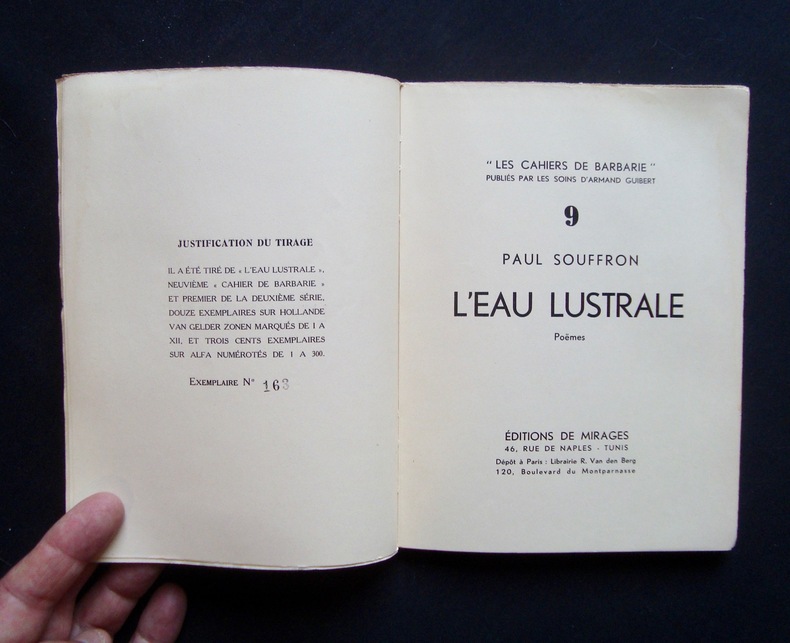 JUSTIFICATION DU TIRAGE
IL A ÉTÉ TIRÉ DE « L'EAU LUSTRALE »,
NEUVIÈME « CAHIER DE BARBARIE »
ET PREMIER DE LA DEUXIÈME SÉRIE,
DOUZE EXEMPLAIRES SUR HOLLANDE
VAN GELDER ZONEN MARQUÉS DE I A
XII, ET TROIS CENTS EXEMPLAIRES
SUR ALFA NUMÉROTÉS DE 1 A 300.
EXEMPLAIRE N° 163
" LES CAHIERS DE BARBARIE "
PUBLIÉS PAR LES SOINS D'ARMAND GUIBERT
9
PAUL SOUFFRON
L'EAU LUSTRALE
Poëmes
ÉDITIONS DE MIRAGES
46, RUE DE NAPLES - TUNIS
Dépôt à Paris : Librairie R. Van den Berg
120, Boulevard du Montparnasse